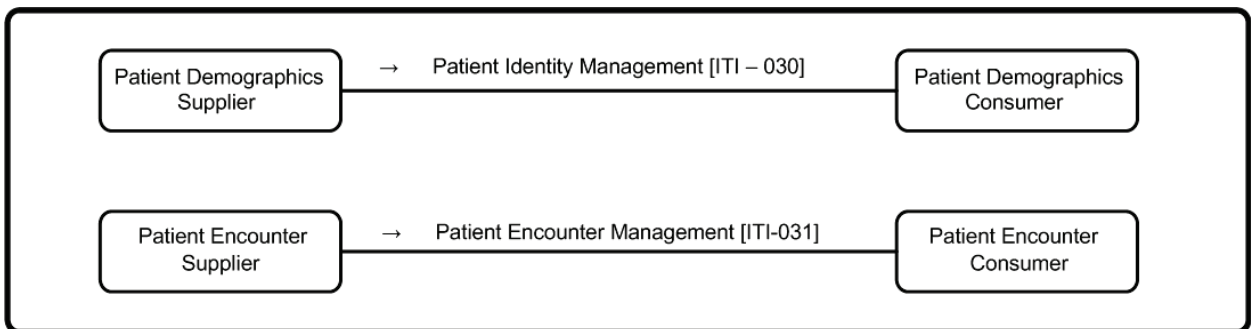 Patient Demographics
Supplier
→ Patient Identity Management [ITI – 030]
Patient Demographics
Consumer
Patient Encounter
Supplier
→ Patient Encounter Management [ITI-031]
Patient Encounter
Consumer